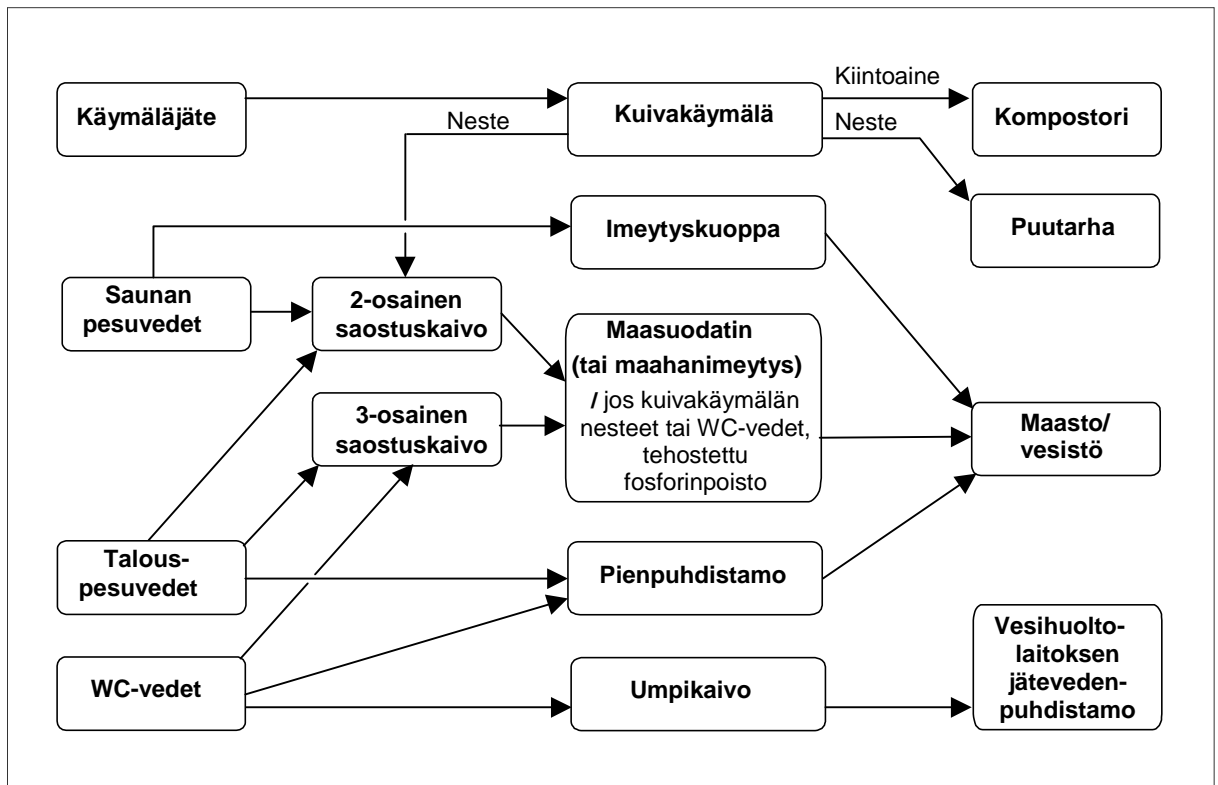 Kiintoaine
Käymäläjäte
Kuivakäymälä
Kompostori
Neste
Neste
Imeytyskuoppa
Puutarha
Saunan
pesuvedet
2-osainen
saostuskaivo
Maasuodatin
(tai maahanimeytys)
/ jos kuivakäymälän
nesteet tai WC-vedet,
tehostettu
fosforinpoisto
3-osainen
saostuskaivo
Maasto/
vesistö
Talous-
pesuvedet
Pienpuhdistamo
WC-vedet
Umpikaivo
Vesihuolto-
laitoksen
jäteveden-
puhdistamo